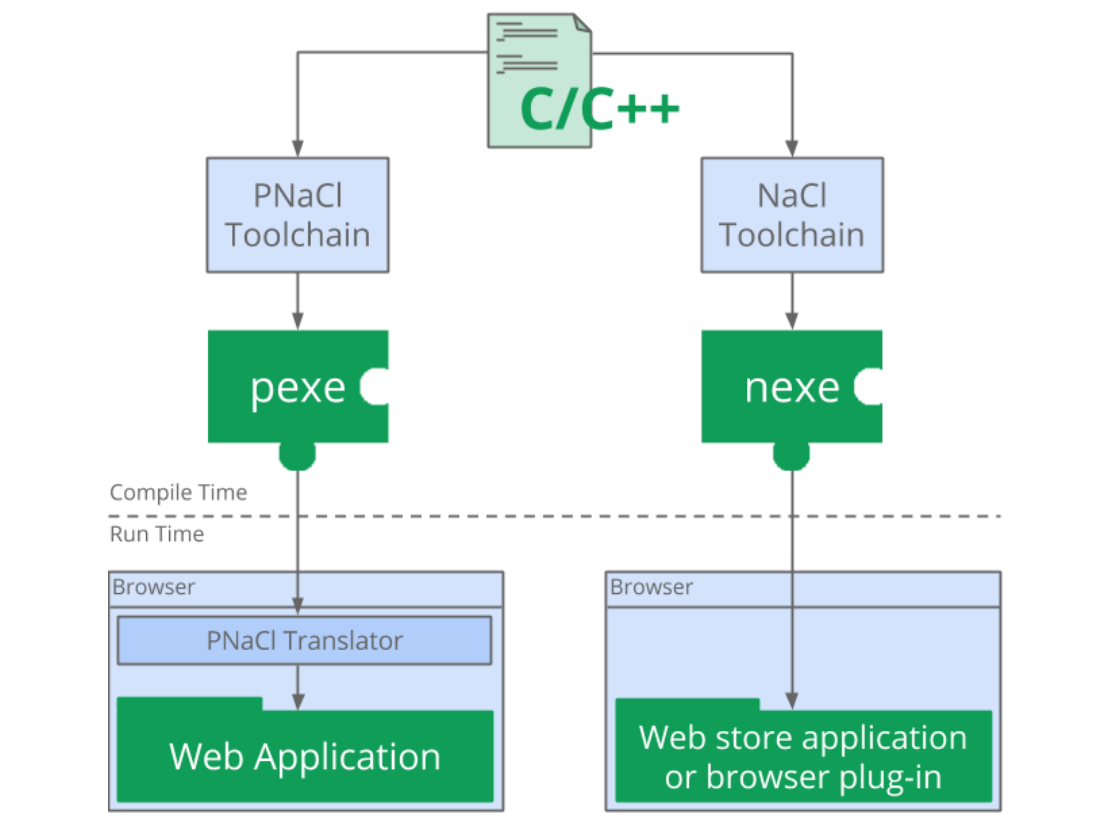 C/C++
PNaCl
Toolchain
NaCl
Toolchain
pexe
nexe
Compile Time
Run Time
Browser
Browser
PNaCl Translator
Web Application
Web store application
or browser plug-in